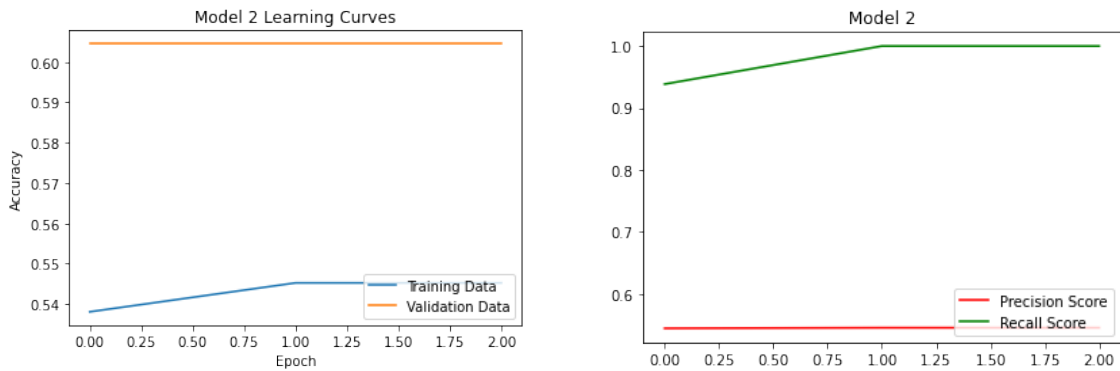 Model 2 Learning Curves
0.60
0.59
0.58
0.57
0.56
0.55
0.54
Accuracy
Training Data
Validation Data
0.00 0.25 0.50 0.75 1.00 1.25 1.50 1.75 2.00
Epoch
Model 2
1.0
0.9
0.8
0.7
0.6
Precision Score
Recall Score
0.00 0.25 0.50 0.75 1.00 1.25 1.50 1.75 2.00